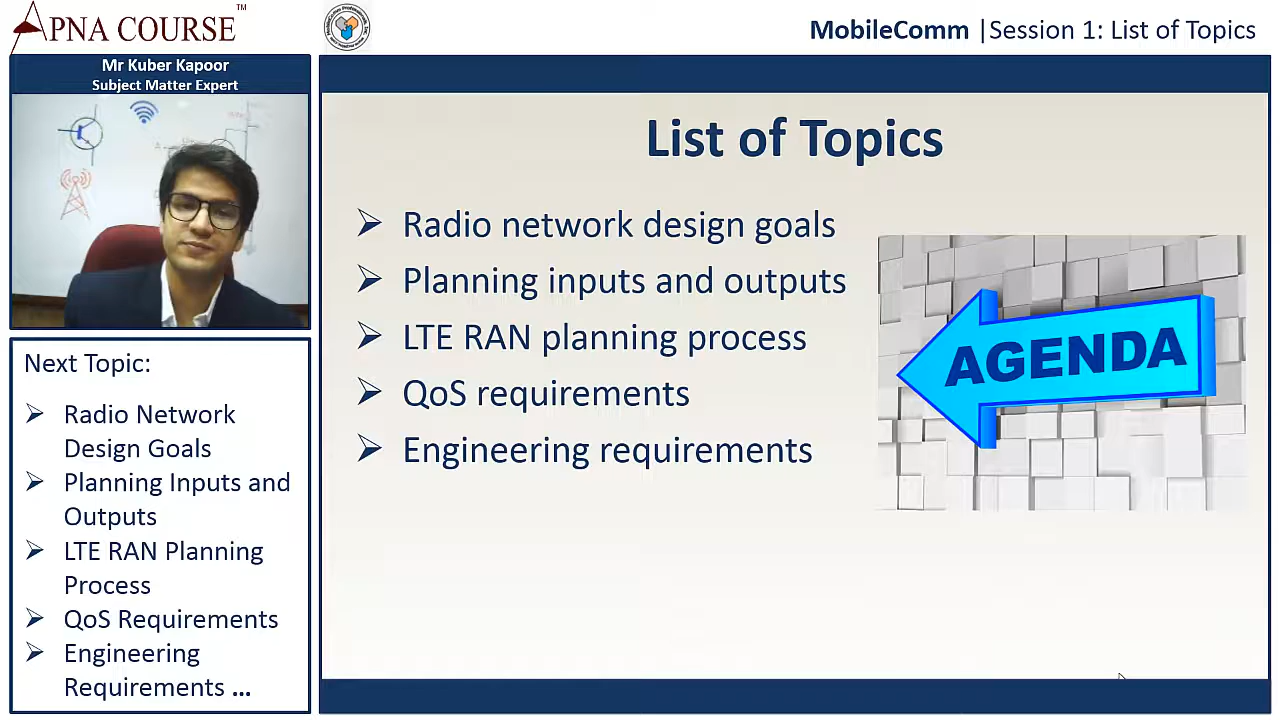 APNA COURSE™
MobileComm |Session 1: List of Topics
Mr Kuber Kapoor
Subject Matter Expert
List of Topics
➢ Radio network design goals
➢ Planning inputs and outputs
➢ LTE RAN planning process
➢ QoS requirements
➢ Engineering requirements
AGENDA
Next Topic:
➢ Radio Network
Design Goals
➢ Planning Inputs and
Outputs
➢ LTE RAN Planning
Process
➢ QoS Requirements
➢ Engineering
Requirements ...